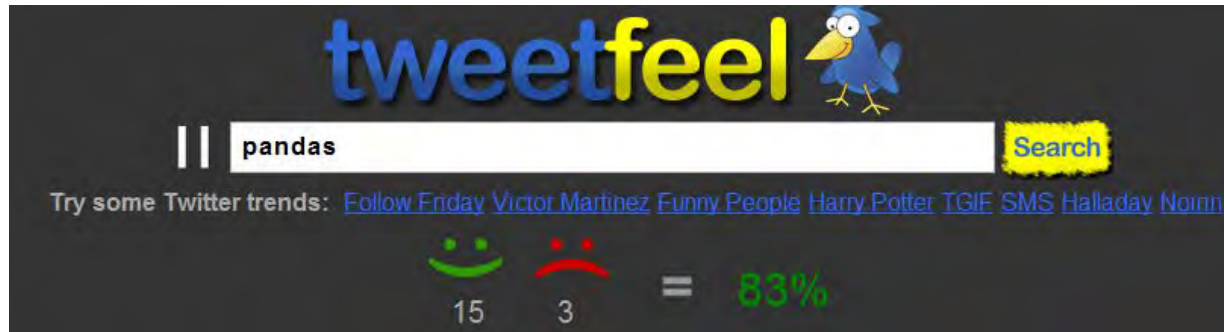 tweetfeel
pandas Search
Try some Twitter trends: Follow Friday Victor Martinez Funny People Harry Potter TGIF SMS Halladay
15 3 = 83%